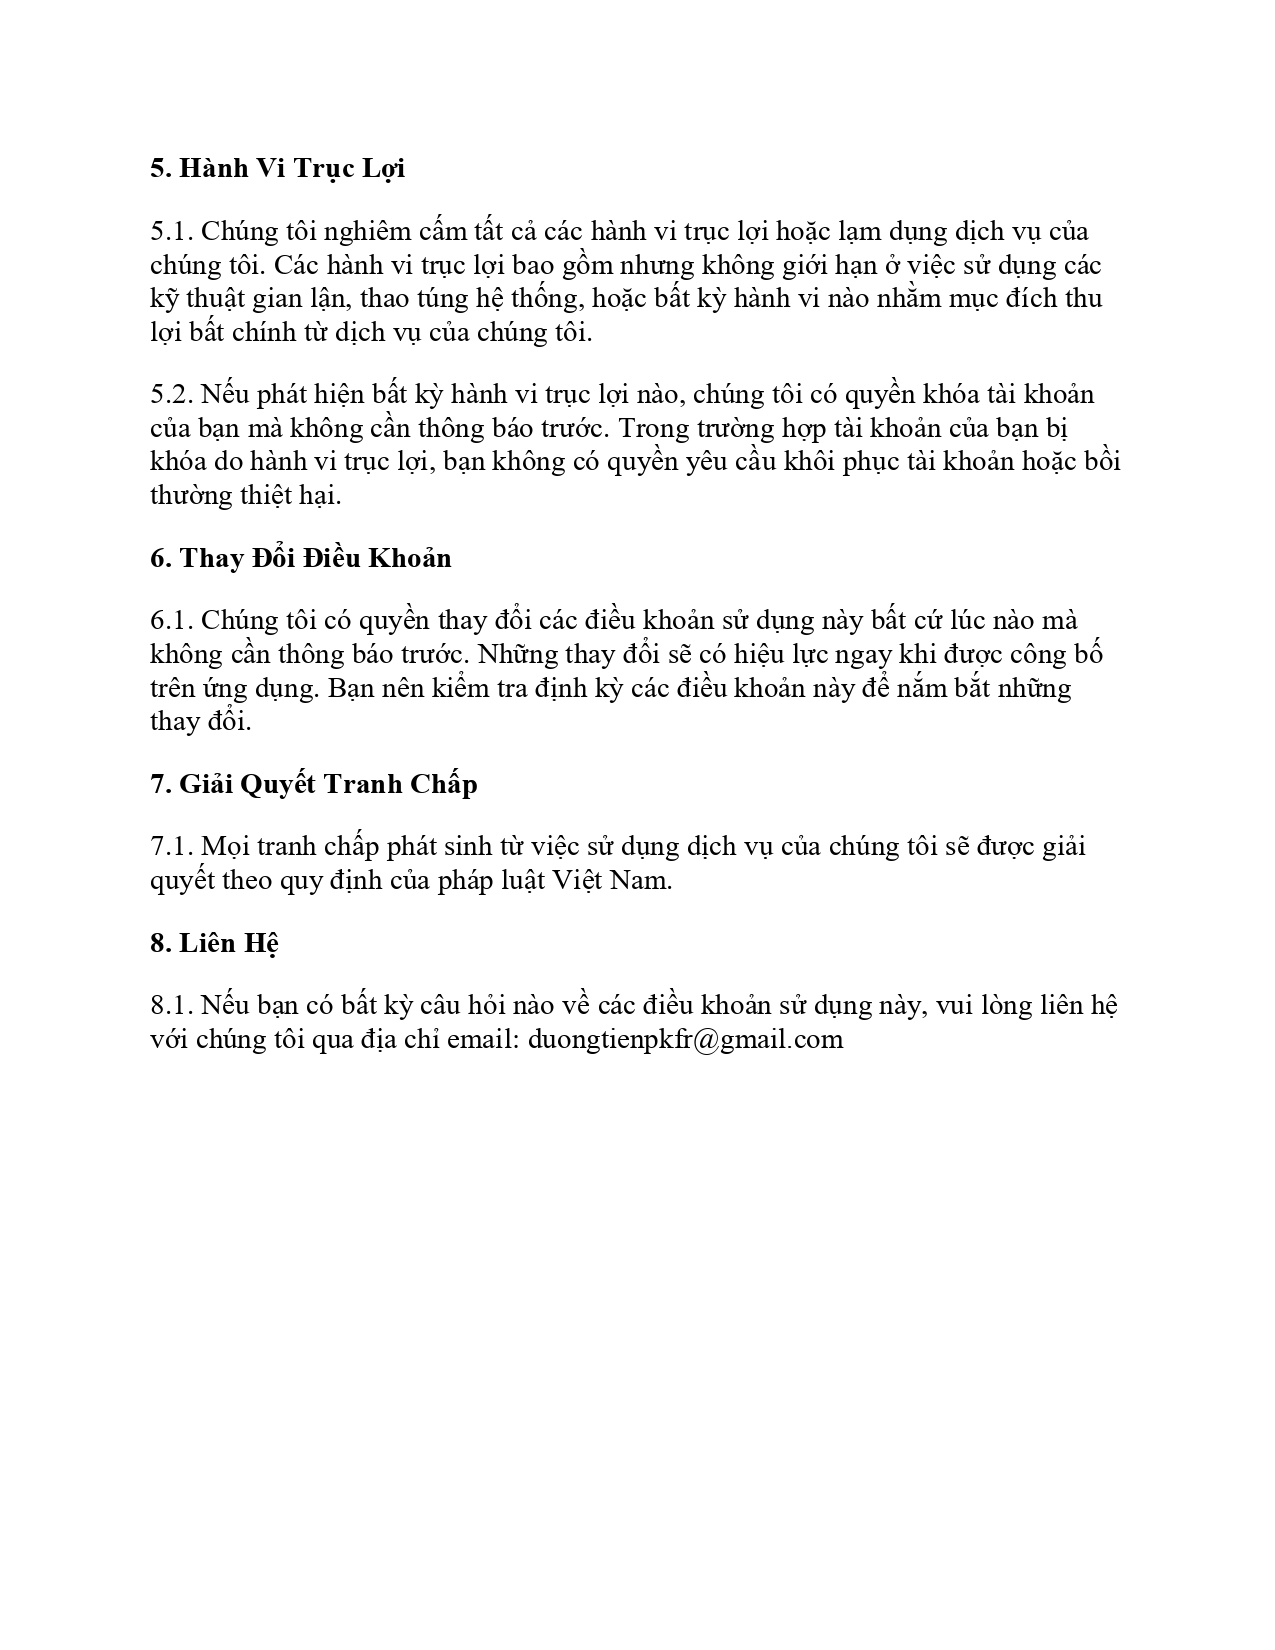 5. Hành Vi Trục Lợi
5.1. Chúng tôi nghiêm cấm tất cả các hành vi trục lợi hoặc lạm dụng dịch vụ của
chúng tôi. Các hành vi trục lợi bao gồm nhưng không giới hạn ở việc sử dụng các
kỹ thuật gian lận, thao túng hệ thống, hoặc bất kỳ hành vi nào nhằm mục đích thu
lợi bất chính từ dịch vụ của chúng tôi.
5.2. Nếu phát hiện bất kỳ hành vi trục lợi nào, chúng tôi có quyền khóa tài khoản
của bạn mà không cần thông báo trước. Trong trường hợp tài khoản của bạn bị
khóa do hành vi trục lợi, bạn không có quyền yêu cầu khôi phục tài khoản hoặc bồi
thường thiệt hại.
6. Thay Đổi Điều Khoản
6.1. Chúng tôi có quyền thay đổi các điều khoản sử dụng này bất cứ lúc nào mà
không cần thông báo trước. Những thay đổi sẽ có hiệu lực ngay khi được công bố
trên ứng dụng. Bạn nên kiểm tra định kỳ các điều khoản này để nắm bắt những
thay đổi.
7. Giải Quyết Tranh Chấp
7.1. Mọi tranh chấp phát sinh từ việc sử dụng dịch vụ của chúng tôi sẽ được giải
quyết theo quy định của pháp luật Việt Nam.
8. Liên Hệ
8.1. Nếu bạn có bất kỳ câu hỏi nào về các điều khoản sử dụng này, vui lòng liên hệ
với chúng tôi qua địa chỉ email: duongtienpkfr@gmail.com